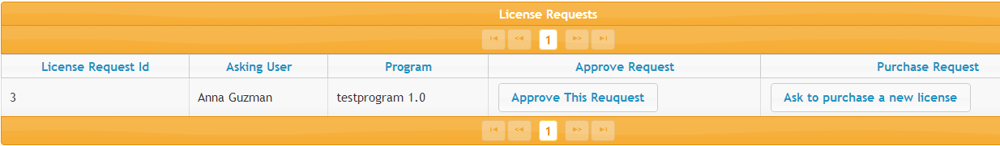 License Requests
1
License Request Id Asking User Program Approve Request Purchase Request
3 Anna Guzman testprogram 1.0 Approve This Reuquest Ask to purchase a new license
1